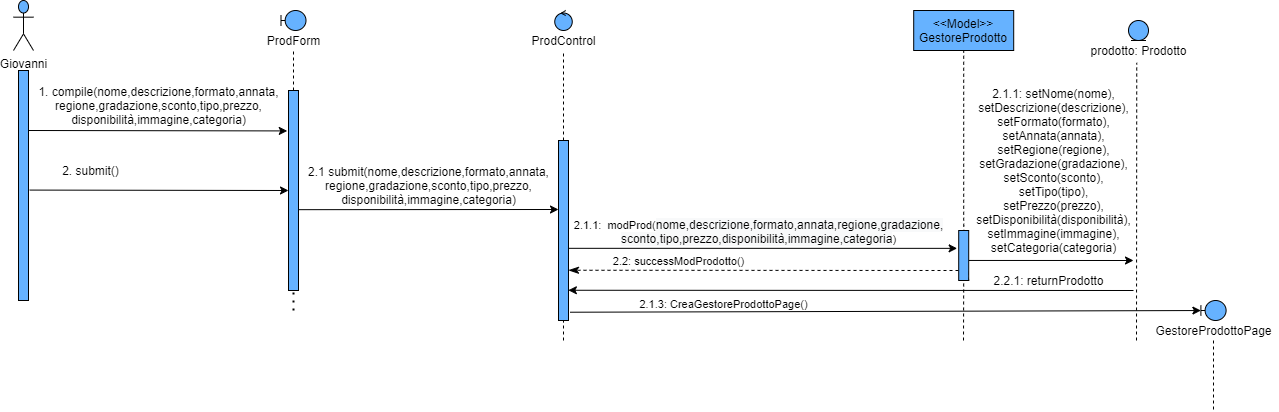 Giovanni
ProdForm
ProdControl
<<Model>>
GestoreProdotto
prodotto: Prodotto
1. compile(nome,descrizione,formato,annata,
regione,gradazione,sconto,tipo,prezzo,
disponibilità,immagine,categoria)
2. submit()
2.1 submit(nome,descrizione,formato,annata,
regione,gradazione,sconto,tipo,prezzo,
disponibilità,immagine,categoria)
2.1.1: modProd(nome,descrizione,formato,annata,regione,gradazione,
sconto,tipo,prezzo,disponibilità,immagine,categoria)
2.1.1: setNome(nome),
setDescrizione(descrizione),
setFormato(formato),
setAnnata(annata),
setRegione(regione),
setGradazione(gradazione),
setSconto(sconto),
setTipo(tipo),
setPrezzo(prezzo),
setDisponibilità(disponibilità),
setImmagine(immagine),
setCategoria(categoria)
2.2: successModProdotto()
2.2.1: returnProdotto
2.1.3: CreaGestoreProdottoPage()
GestoreProdottoPage